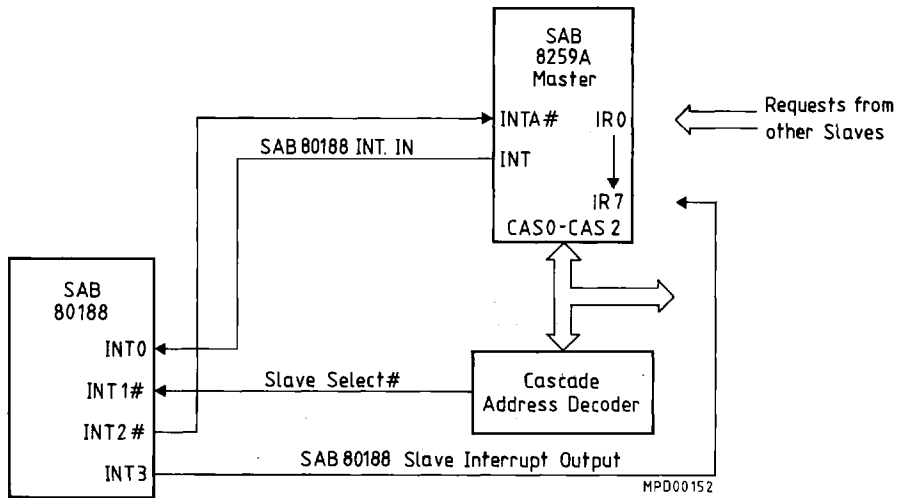 SAB
8259A
Master
INTA# IR0
INT
IR7
CAS0-CAS2
Requests from
other Slaves
SAB 80188 INT. IN
SAB
80188
INT0
INT1#
INT2#
INT3
Slave Select#
Cascade
Address Decoder
SAB 80188 Slave Interrupt Output
MPD00152